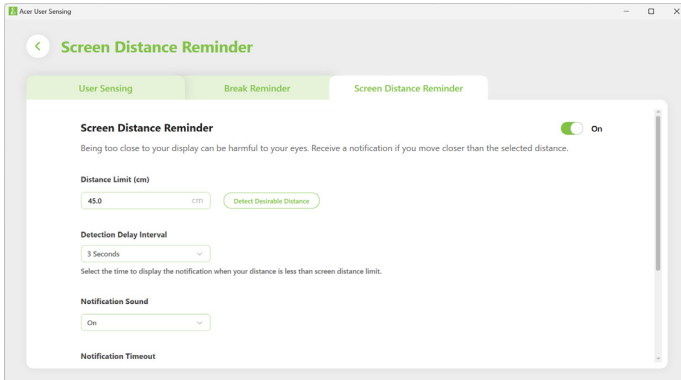 Acer User Sensing
Screen Distance Reminder
User Sensing
Break Reminder
Screen Distance Reminder
Screen Distance Reminder
On
Being too close to your display can be harmful to your eyes. Receive a notification if you move closer than the selected distance.
Distance Limit (cm)
45.0 cm
Detect Desirable Distance
Detection Delay Interval
3 Seconds
Select the time to display the notification when your distance is less than screen distance limit.
Notification Sound
On
Notification Timeout